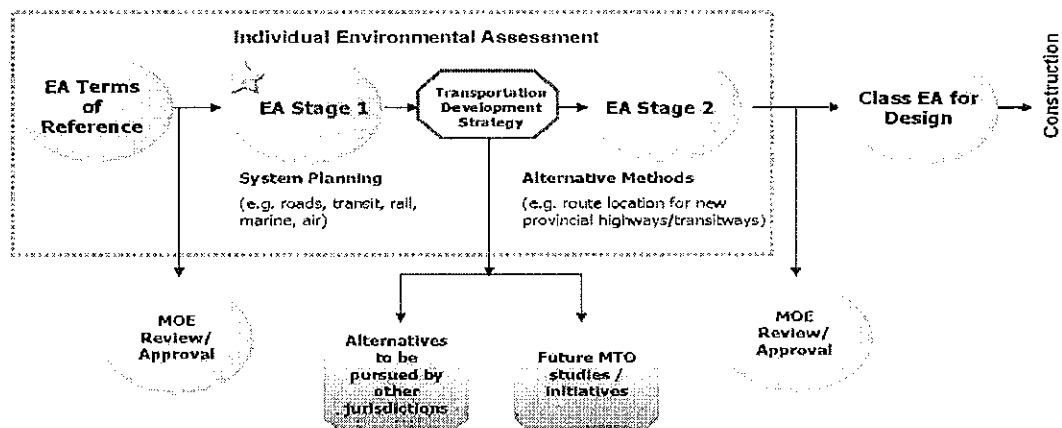 Individual Environmental Assessment
EA Terms
of
Reference
EA Stage 1
Transportation
Development
Strategy
EA Stage 2
Class EA for
Design
Construction
System Planning
(e.g. roads, transit, rail,
marine, air)
Alternative Methods
(e.g. route location for new
provincial highways/transitways)
MOE
Review/
Approval
Alternatives
to be
pursued by
other
jurisdictions
Future MTO
studies /
initiatives
MOE
Review/
Approval